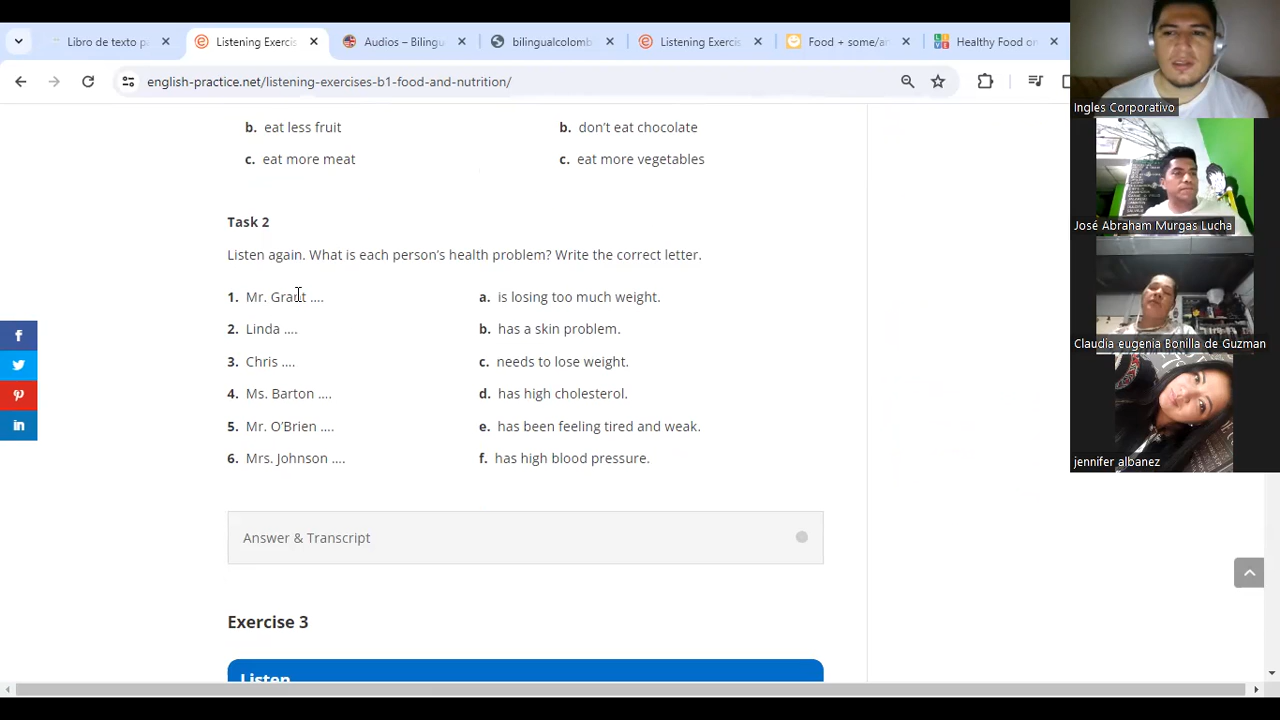 Libro de texto pa
Listening Exercis
Audios – Bilingu
bilingualcolomb
Listening Exercis
Food + some/an
Healthy Food on
english-practice.net/listening-exercises-b1-food-and-nutrition/
Ingles Corporativo
José Abraham Murgas Lucha
Claudia eugenia Bonilla de Guzman
jennifer albanez
b. eat less fruit
b. don't eat chocolate
c. eat more meat
c. eat more vegetables
Task 2
Listen again. What is each person's health problem? Write the correct letter.
1. Mr. Grant ....
a. is losing too much weight.
2. Linda ....
b. has a skin problem.
3. Chris ....
c. needs to lose weight.
4. Ms. Barton ....
d. has high cholesterol.
5. Mr. O'Brien ....
e. has been feeling tired and weak.
6. Mrs. Johnson ....
f. has high blood pressure.
Answer & Transcript
Exercise 3
Listen